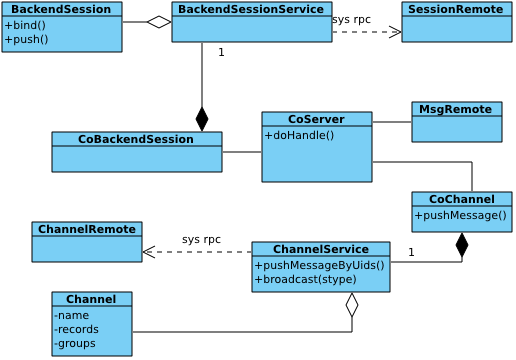 BackendSession
+bind()
+push()
BackendSessionService
sys rpc
SessionRemote
1
CoBackendSession
CoServer
+doHandle()
MsgRemote
CoChannel
+pushMessage()
ChannelRemote
sys rpc
ChannelService
+pushMessageByUids()
+broadcast(stype)
1
Channel
-name
-records
-groups